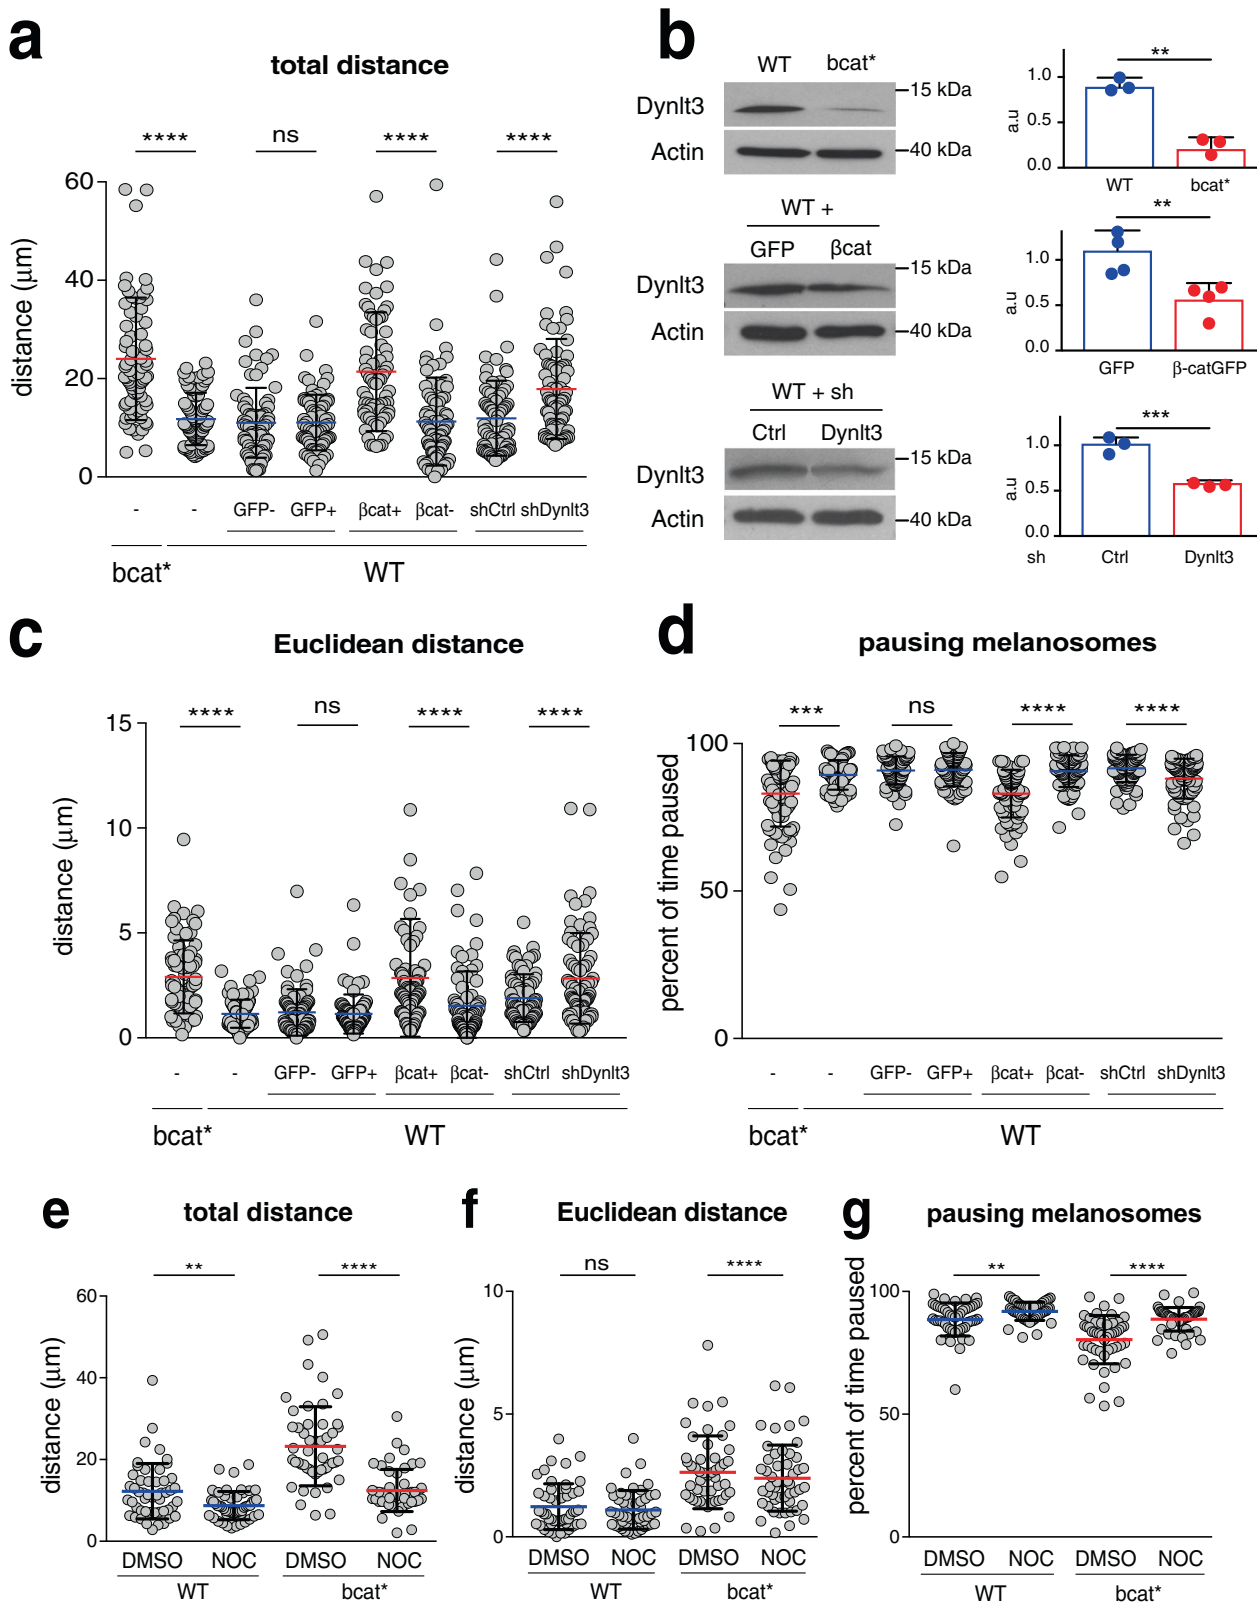 a
total distance
**** ns **** ****
distance (μm)
60
40
20
0
- - GFP- GFP+ βcat+ βcat- shCtrl shDynlt3
bcat* WT
b
WT bcat*
Dynlt3 15 kDa
Actin 40 kDa
WT +
GFP βcat
Dynlt3 15 kDa
Actin 40 kDa
WT + sh
Ctrl Dynlt3
Dynlt3 15 kDa
Actin 40 kDa
**
a.u
1.0
0.5
0.0
WT bcat*
**
a.u
1.0
0.5
0.0
GFP β-catGFP
***
a.u
1.0
0.5
0.0
sh Ctrl Dynlt3
c
Euclidean distance
**** ns **** ****
distance (μm)
15
10
5
0
- - GFP- GFP+ βcat+ βcat- shCtrl shDynlt3
bcat* WT
d
pausing melanosomes
*** ns **** ****
percent of time paused
100
50
0
- - GFP- GFP+ βcat+ βcat- shCtrl shDynlt3
bcat* WT
e
total distance
** ****
distance (μm)
60
40
20
0
DMSO NOC DMSO NOC
WT bcat*
f
Euclidean distance
ns ****
distance (μm)
10
5
0
DMSO NOC DMSO NOC
WT bcat*
g
pausing melanosomes
** ****
percent of time paused
100
50
0
DMSO NOC DMSO NOC
WT bcat*